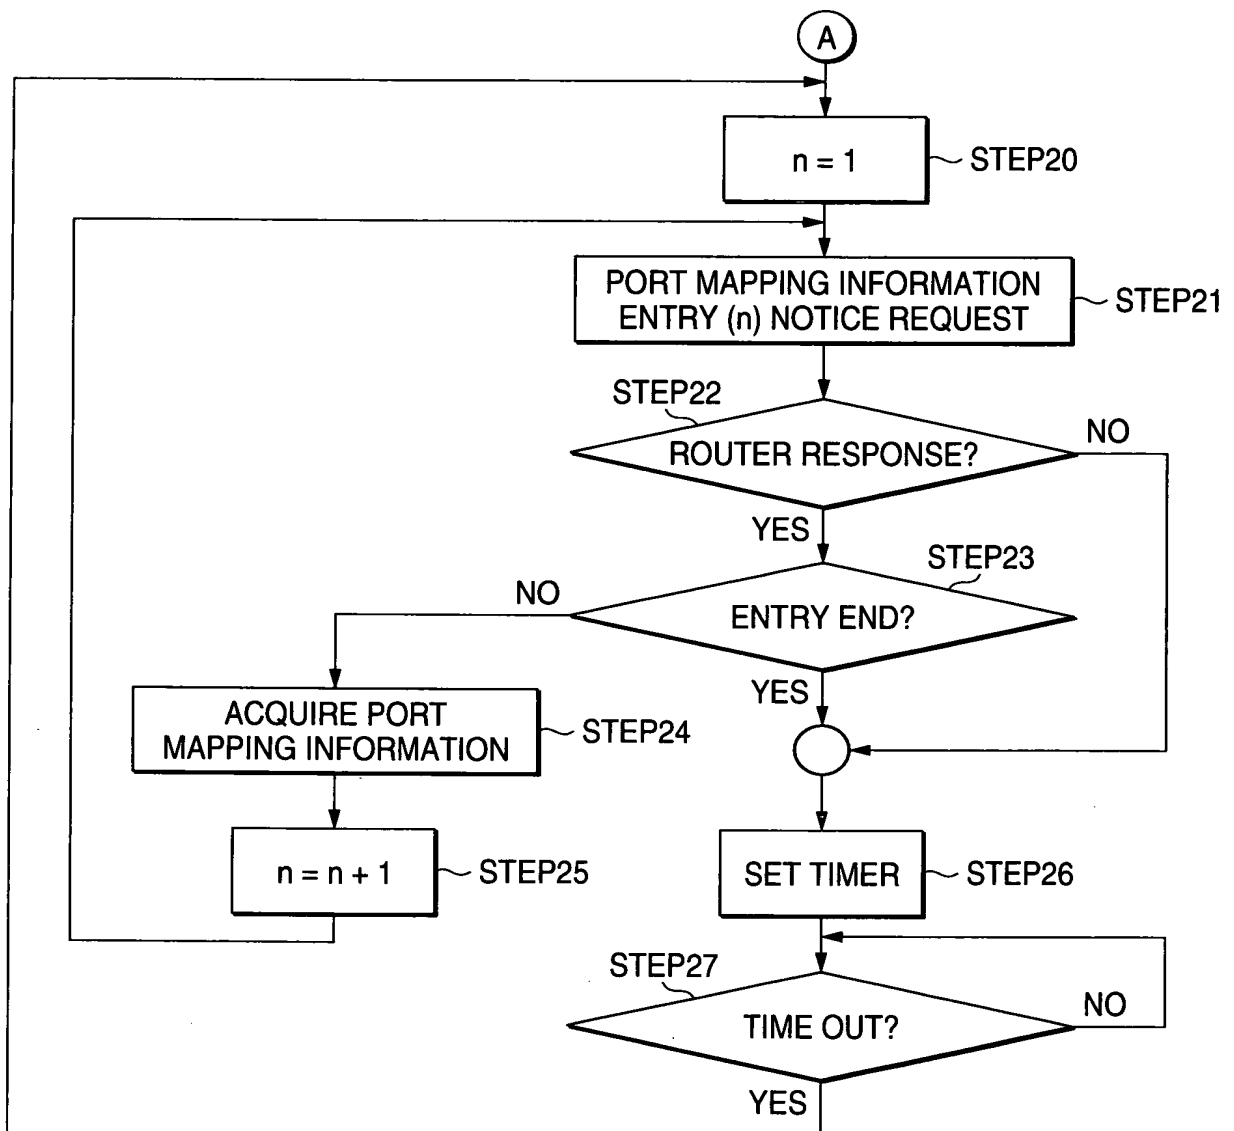 A
n = 1
STEP20
PORT MAPPING INFORMATION
ENTRY (n) NOTICE REQUEST
STEP21
STEP22
ROUTER RESPONSE?
NO
YES
STEP23
NO
ENTRY END?
YES
ACQUIRE PORT
MAPPING INFORMATION
STEP24
n = n + 1
STEP25
SET TIMER
STEP26
STEP27
TIME OUT?
NO
YES